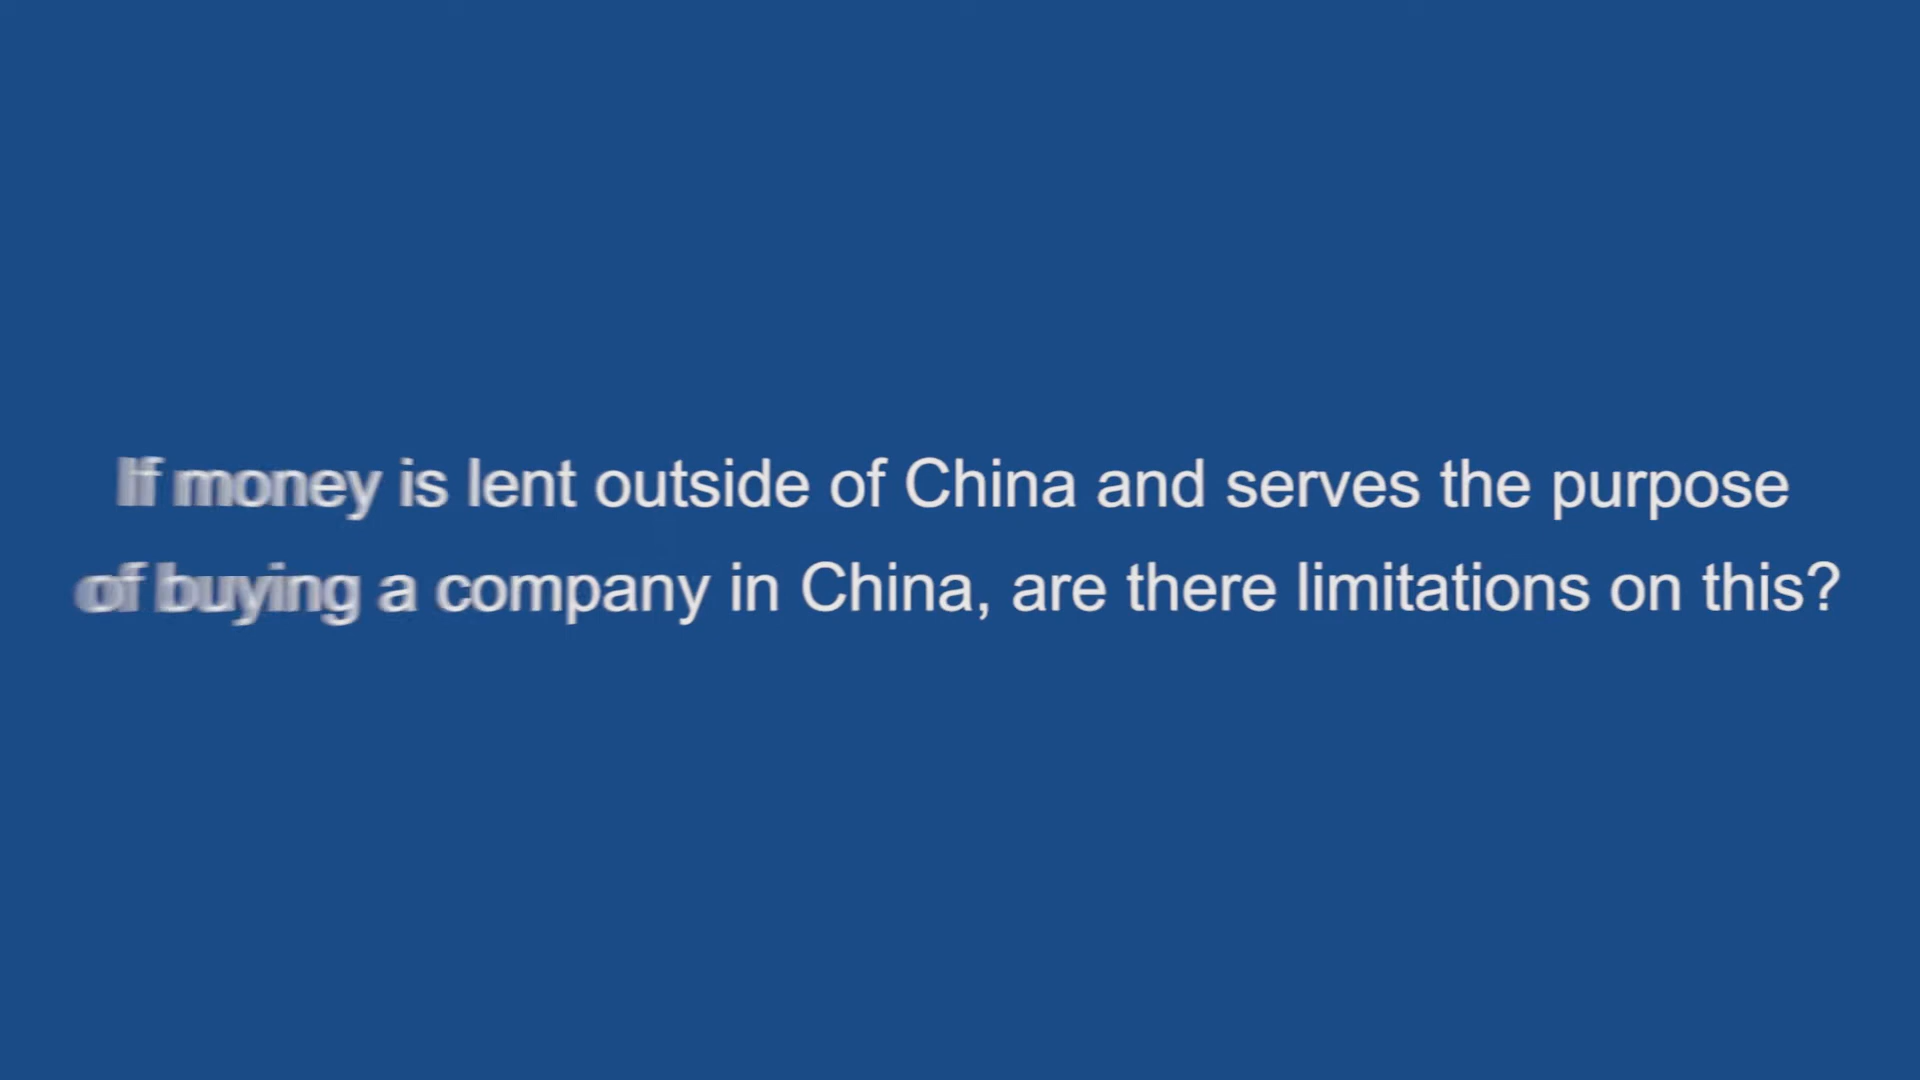 If money is lent outside of China and serves the purpose
of buying a company in China, are there limitations on this?